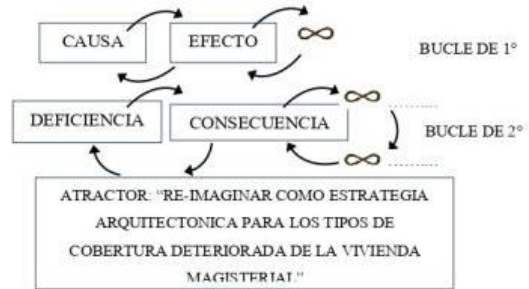 CAUSA
EFECTO
BUCLE DE 1°
DEFICIENCIA
CONSECUENCIA
BUCLE DE 2°
ATRACTOR: “RE-IMAGINAR COMO ESTRATEGIA
ARQUITECTONICA PARA LOS TIPOS DE
COBERTURA DETERIORADA DE LA VIVIENDA
MAGISTERIAL”